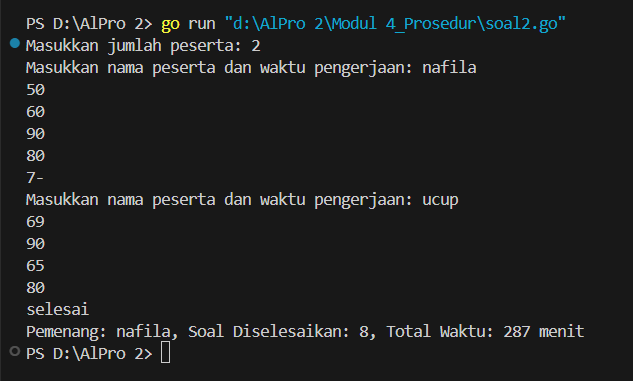 PS D:\AlPro 2> go run "d:\AlPro 2\Modul 4_Prosedur\soal2.go"
Masukkan jumlah peserta: 2
Masukkan nama peserta dan waktu pengerjaan: nafila
50
60
90
80
7-
Masukkan nama peserta dan waktu pengerjaan: ucup
69
90
65
80
selesai
Pemenang: nafila, Soal Diselesaikan: 8, Total Waktu: 287 menit
PS D:\AlPro 2>